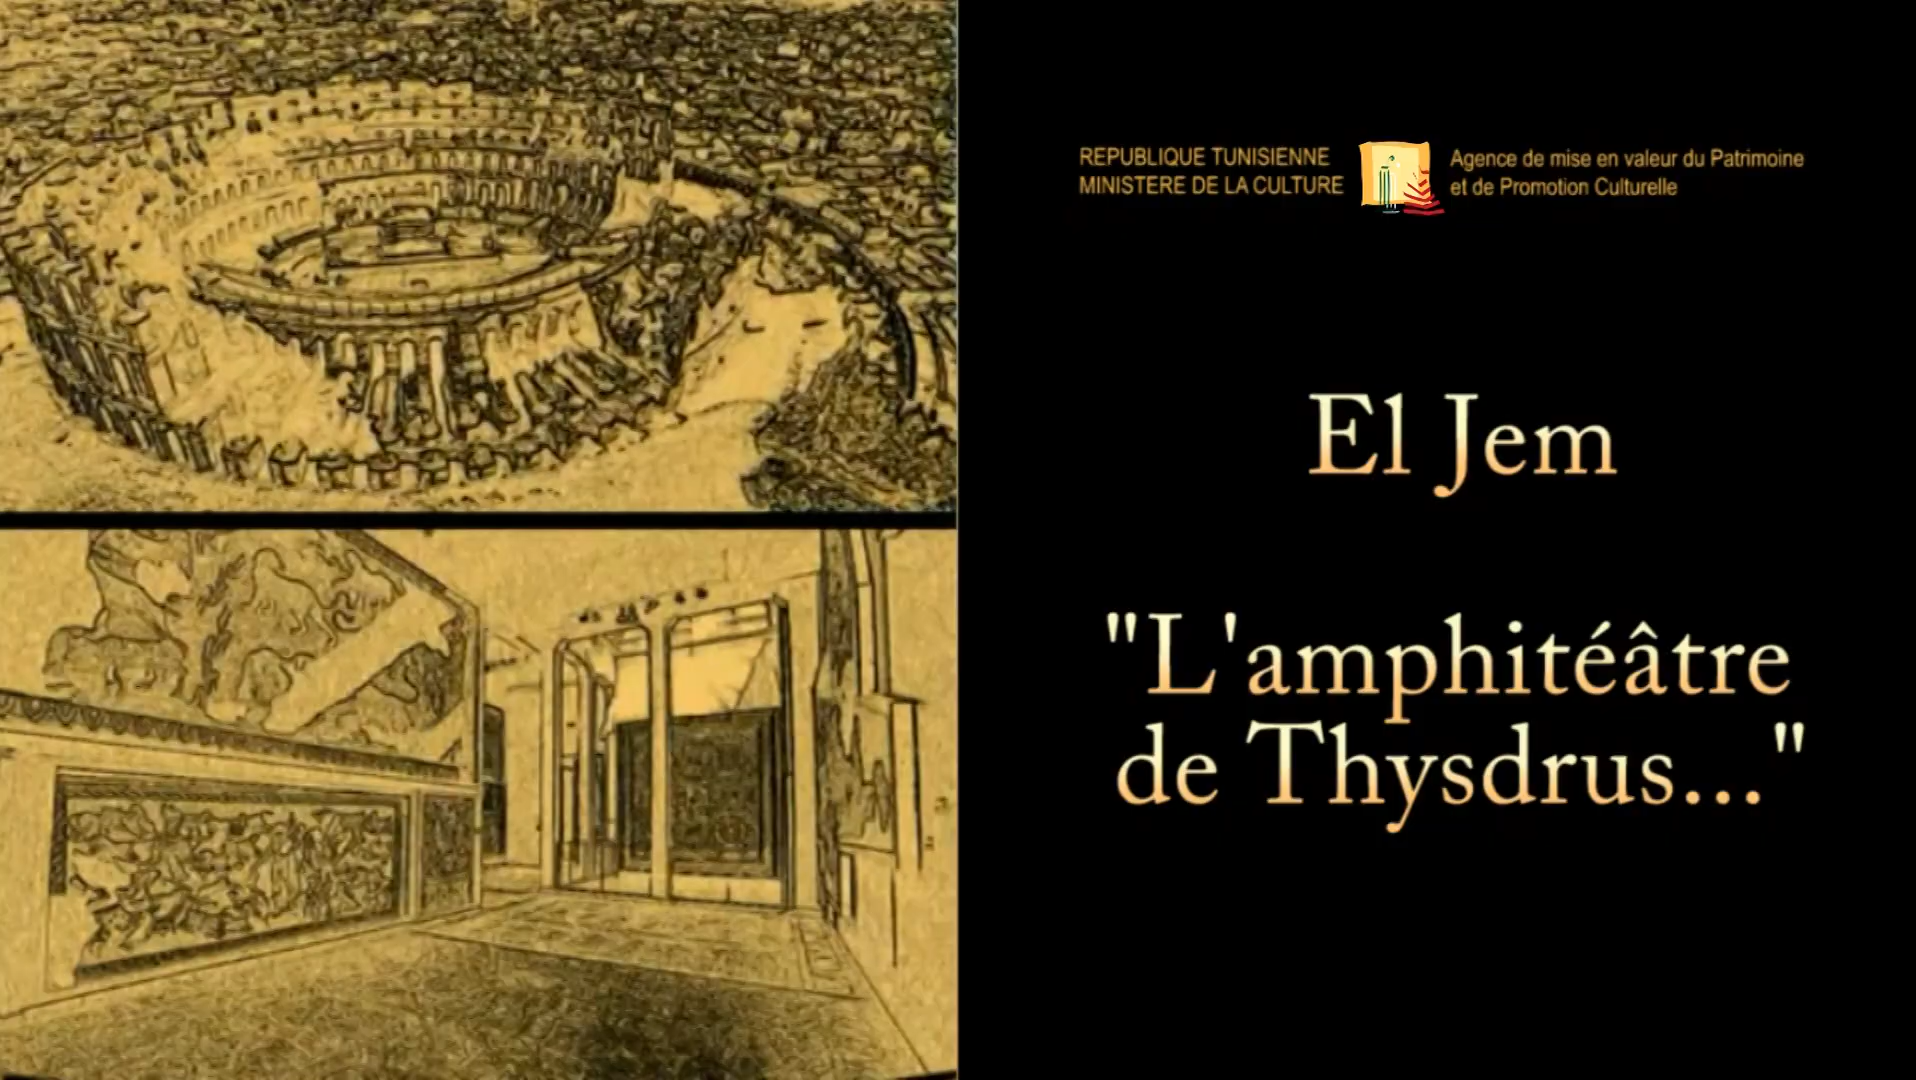 REPUBLIQUE TUNISIENNE
MINISTERE DE LA CULTURE
Agence de mise en valeur du Patrimoine
et de Promotion Culturelle
El Jem
"L'amphitéâtre
de Thysdrus..."